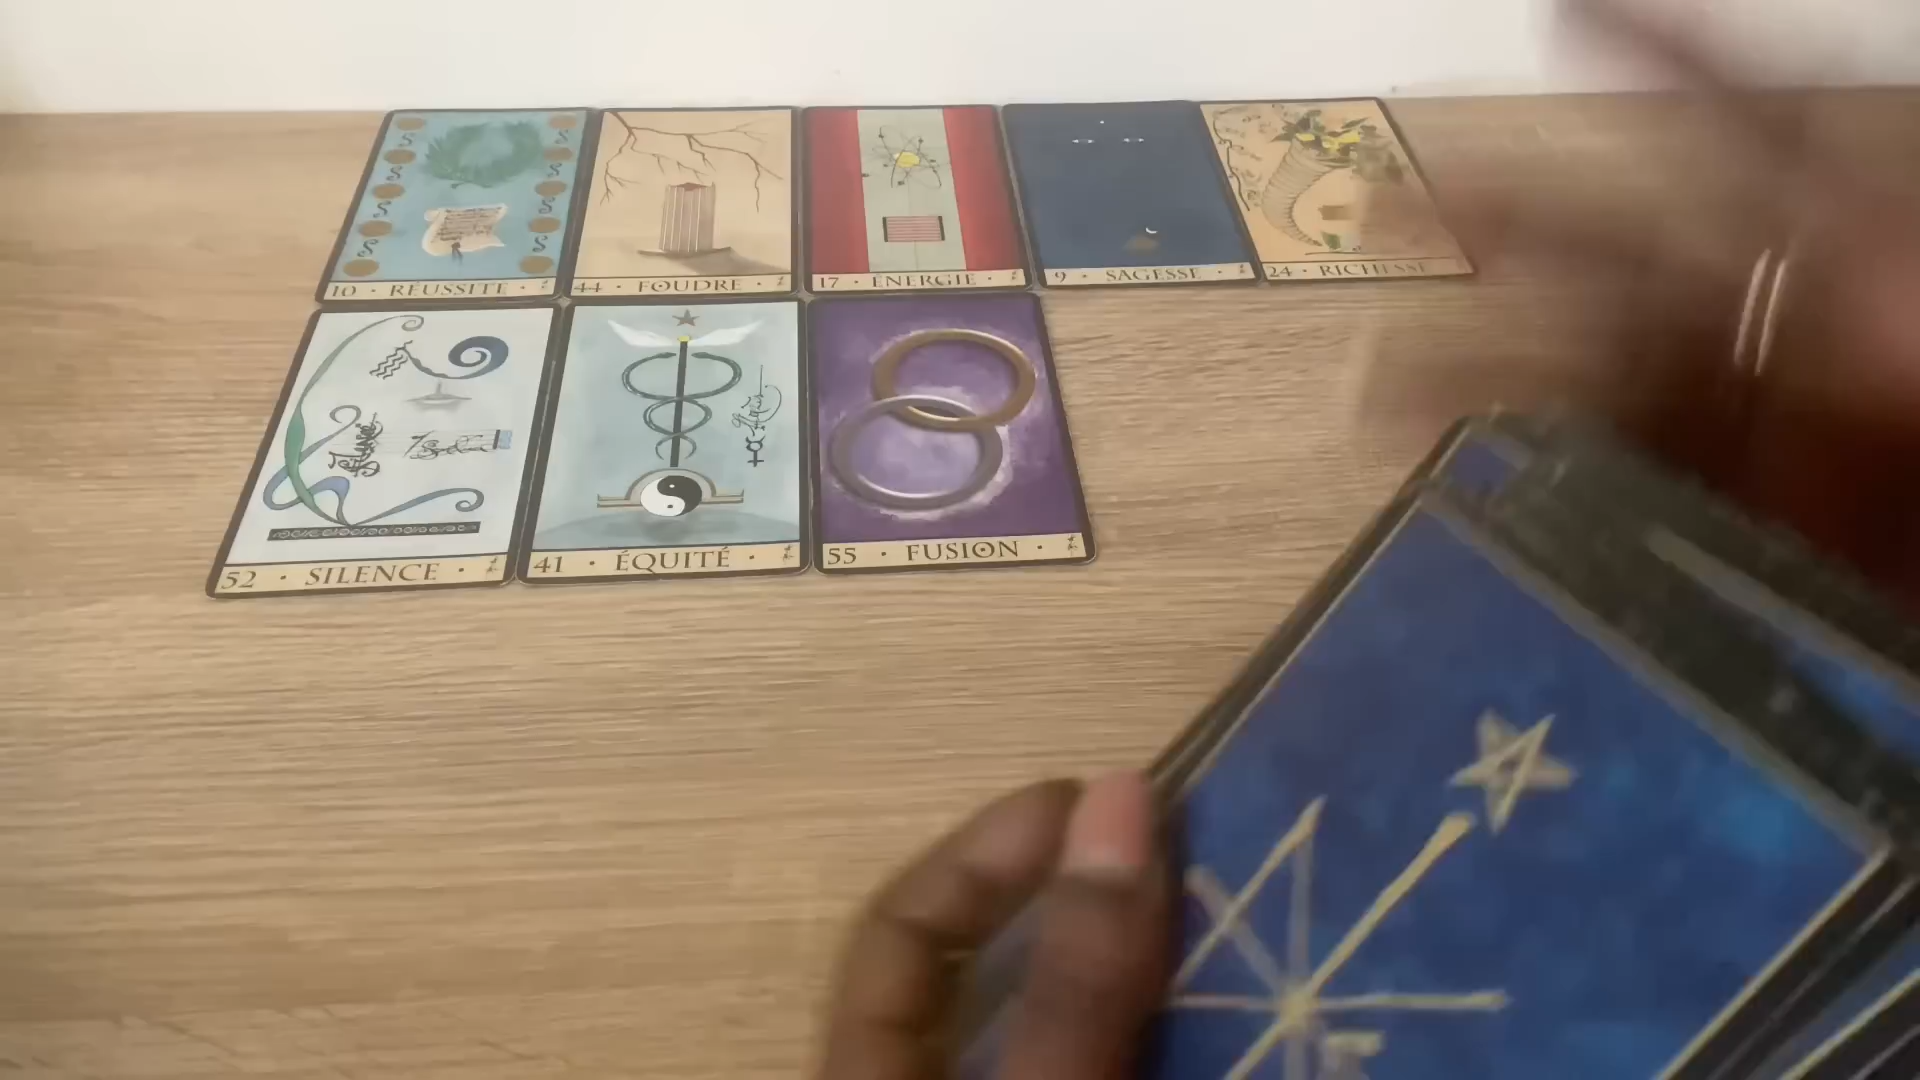 10 · RÉUSSITE ·
44 · FOUDRE ·
17 · ÉNERGIE ·
9 · SAGESSE ·
24 · RICHESSE
52 · SILENCE ·
41 · ÉQUITÉ ·
55 · FUSION ·